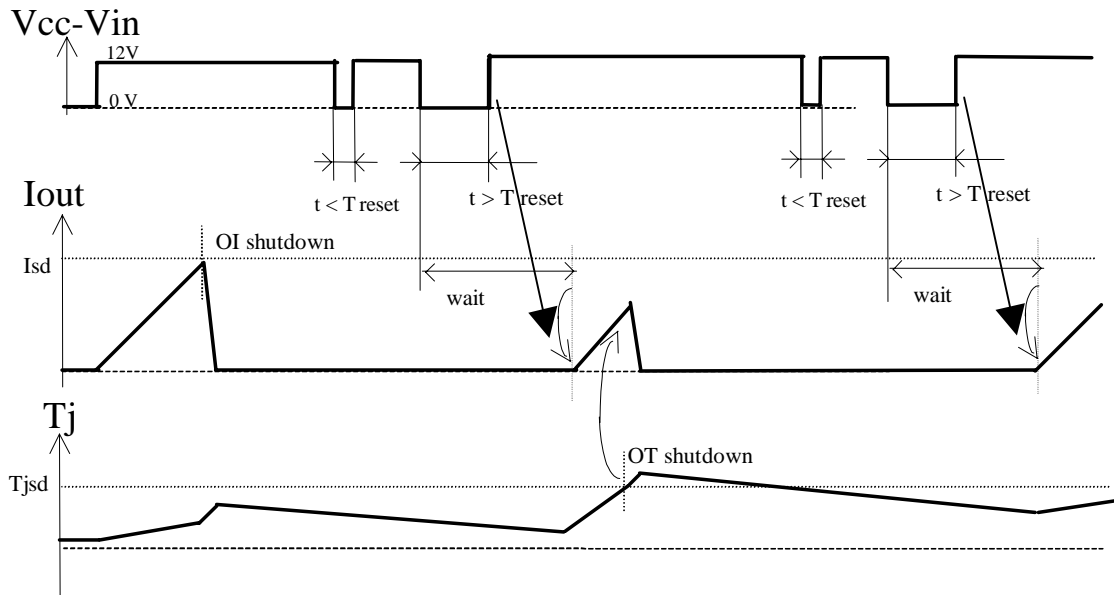 Vcc-Vin
12V
0 V
t < T reset
t > T reset
t < T reset
t > T reset
Iout
OI shutdown
Isd
wait
wait
Tj
OT shutdown
Tjsd